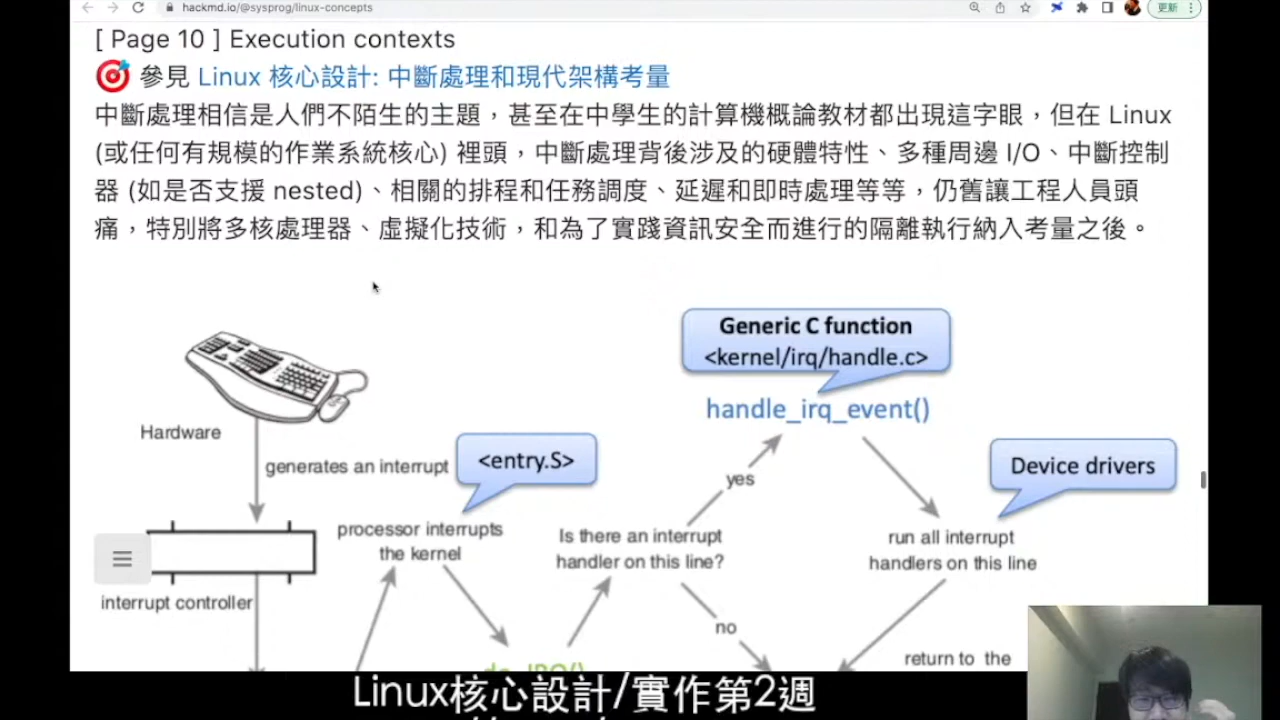 hackmd.io/@sysprog/linux-concepts
更新
[ Page 10 ] Execution contexts
參見 Linux 核心設計: 中斷處理和現代架構考量
中斷處理相信是人們不陌生的主題，甚至在中學生的計算機概論教材都出現這字眼，但在 Linux
(或任何有規模的作業系統核心) 裡頭，中斷處理背後涉及的硬體特性、多種周邊 I/O、中斷控制
器 (如是否支援 nested)、相關的排程和任務調度、延遲和即時處理等等，仍舊讓工程人員頭
痛，特別將多核處理器、虛擬化技術，和為了實踐資訊安全而進行的隔離執行納入考量之後。
Generic C function
<kernel/irq/handle.c>
handle_irq_event()
Hardware
generates an interrupt
<entry.S>
Device drivers
yes
processor interrupts
the kernel
Is there an interrupt
handler on this line?
run all interrupt
handlers on this line
interrupt controller
no
return to the
Linux核心設計/實作第2週